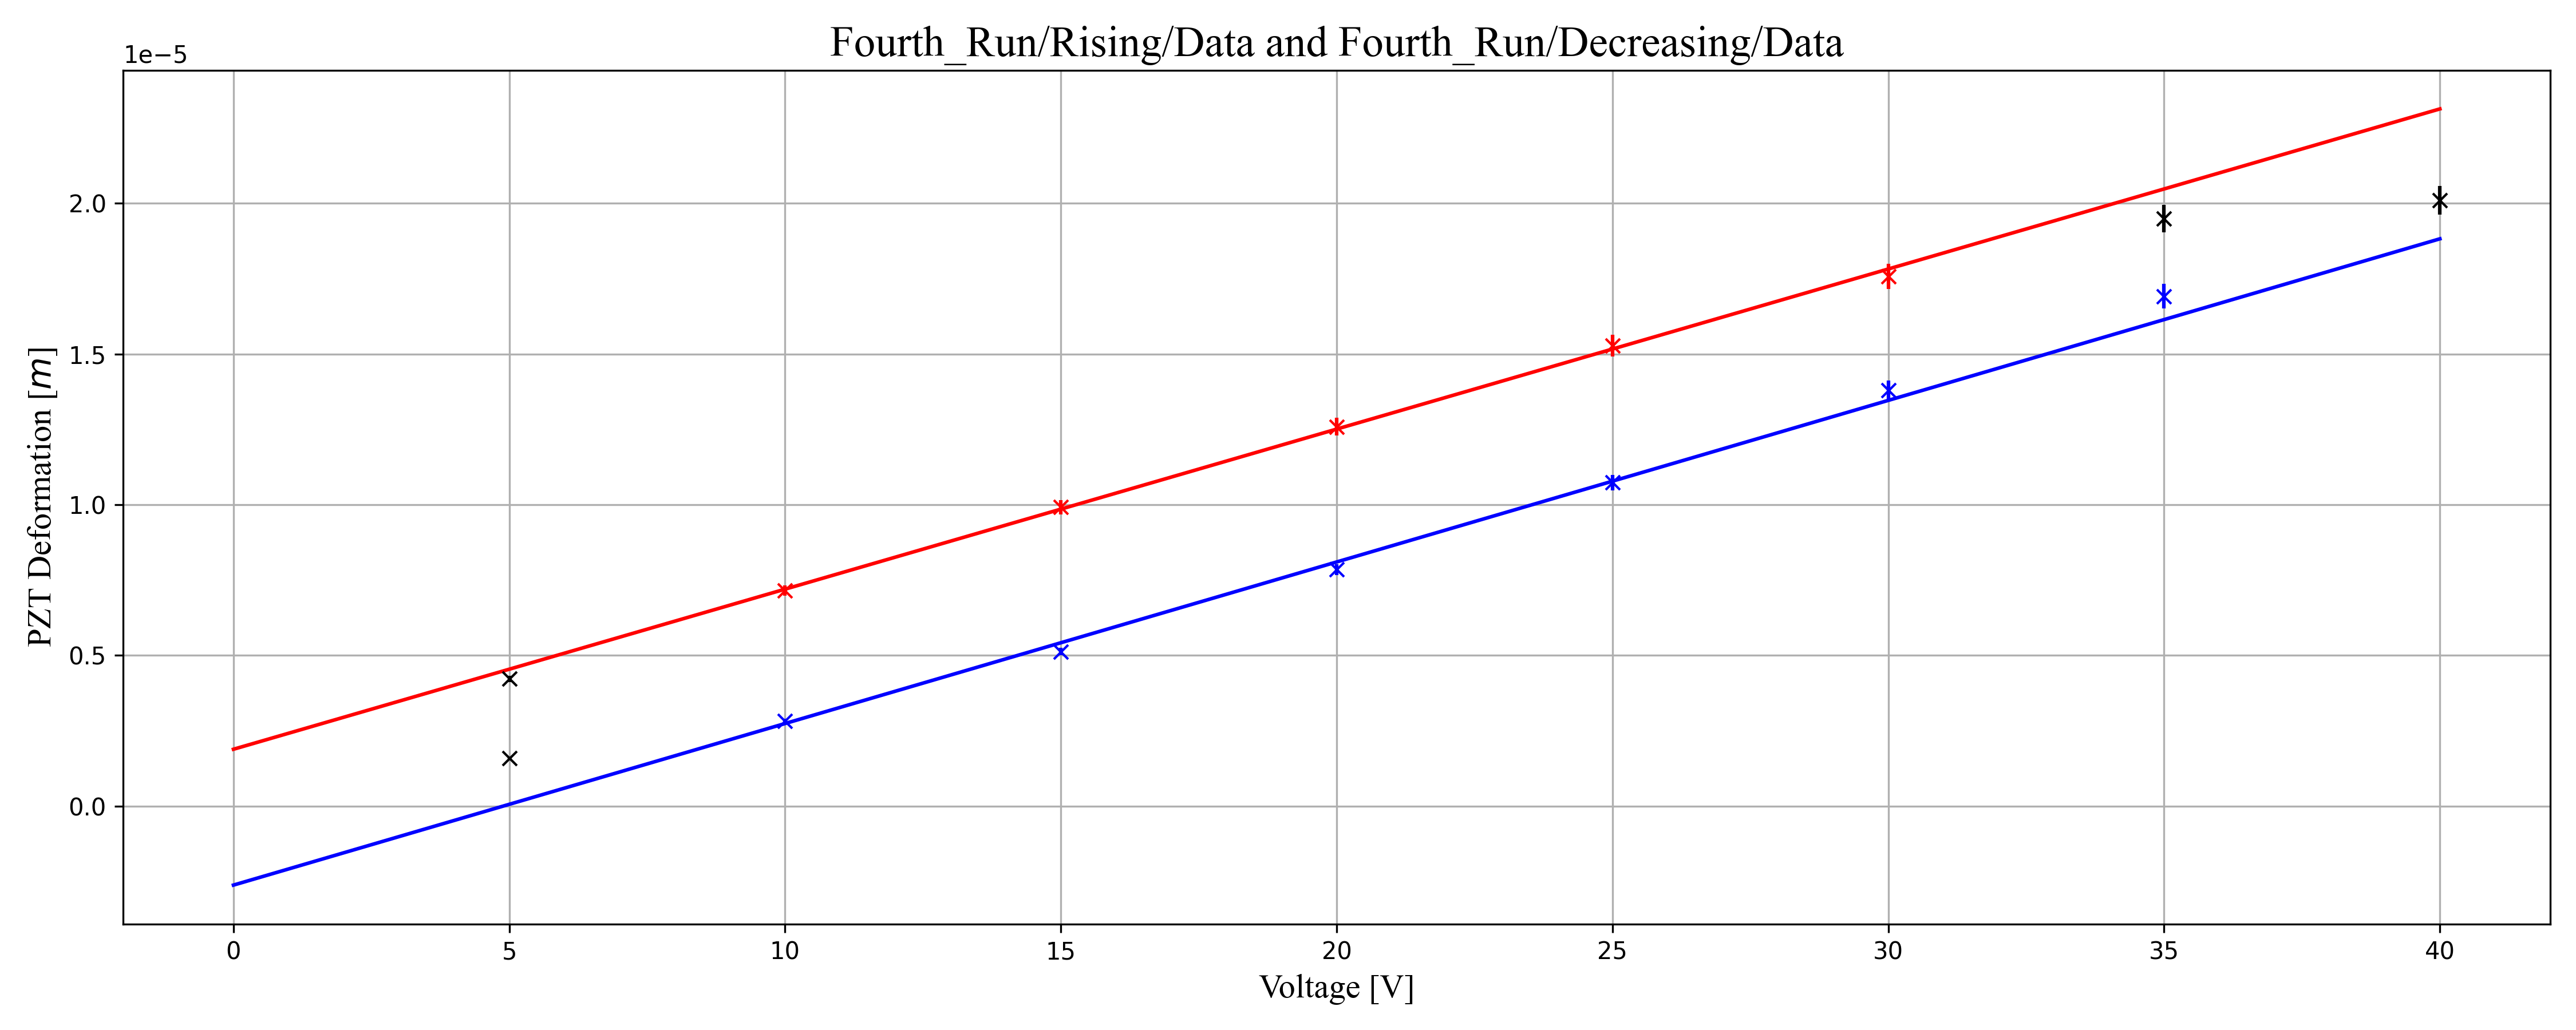 Fourth_Run/Rising/Data and Fourth_Run/Decreasing/Data
1e−5
2.0
1.5
1.0
0.5
0.0
PZT Deformation [m]
0 5 10 15 20 25 30 35 40
Voltage [V]